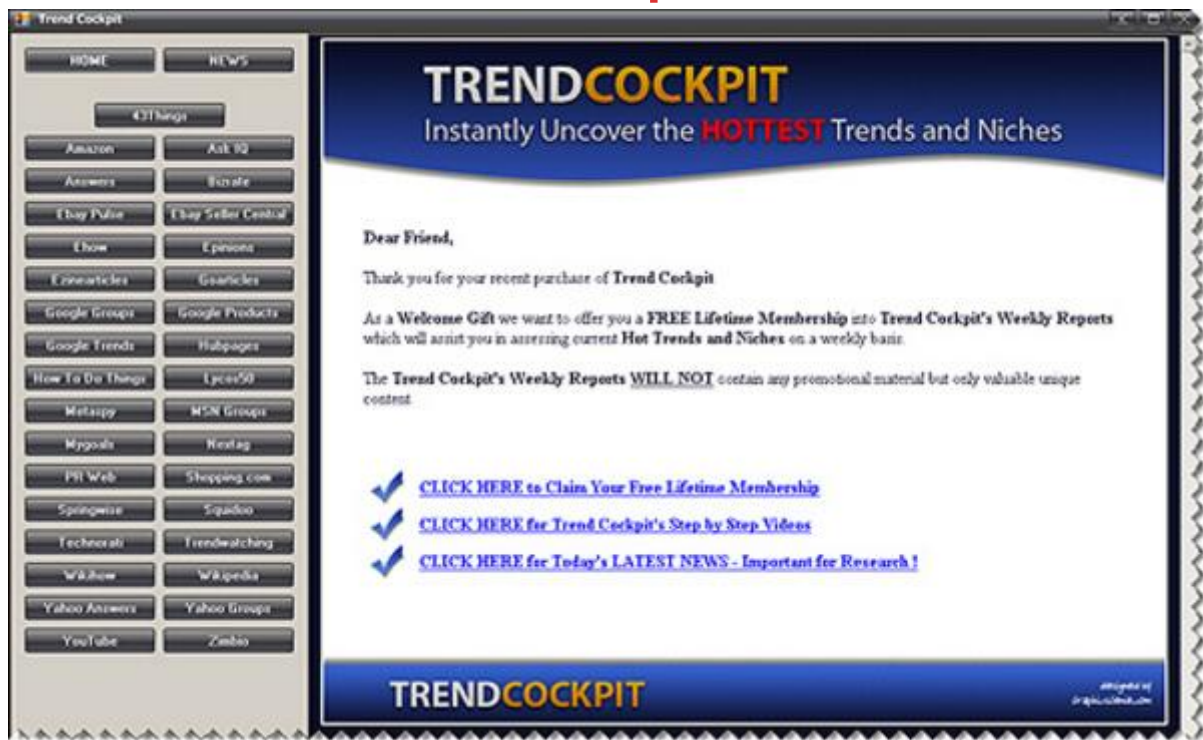 Trend Cockpit
HOME NEWS
43Things
Amazon Ask IQ
Answers Bizrate
Ebay Pulse Ebay Seller Central
Ehow Epinions
Ezinearticles Goarticles
Google Groups Google Products
Google Trends Hubpages
How To Do Things Lycos50
Metaspy MSN Groups
Mygoals Nextag
PR Web Shopping.com
Springwise Squidoo
Technorati Trendwatching
Wikihow Wikipedia
Yahoo Answers Yahoo Groups
YouTube Zimbio
TRENDCOCKPIT
Instantly Uncover the HOTTEST Trends and Niches
Dear Friend,
Thank you for your recent purchase of Trend Cockpit
As a Welcome Gift we want to offer you a FREE Lifetime Membership into Trend Cockpit's Weekly Reports
which will assist you in assessing current Hot Trends and Niches on a weekly basis.
The Trend Cockpit's Weekly Reports WILL NOT contain any promotional material but only valuable unique
content
CLICK HERE to Claim Your Free Lifetime Membership
CLICK HERE for Trend Cockpit's Step by Step Videos
CLICK HERE for Today's LATEST NEWS - Important for Research !
TRENDCOCKPIT